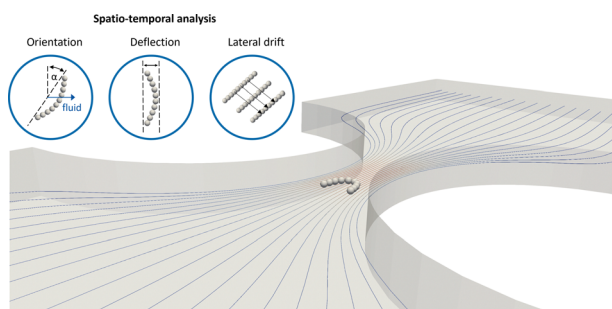 Spatio-temporal analysis
Orientation
Deflection
Lateral drift
α
fluid